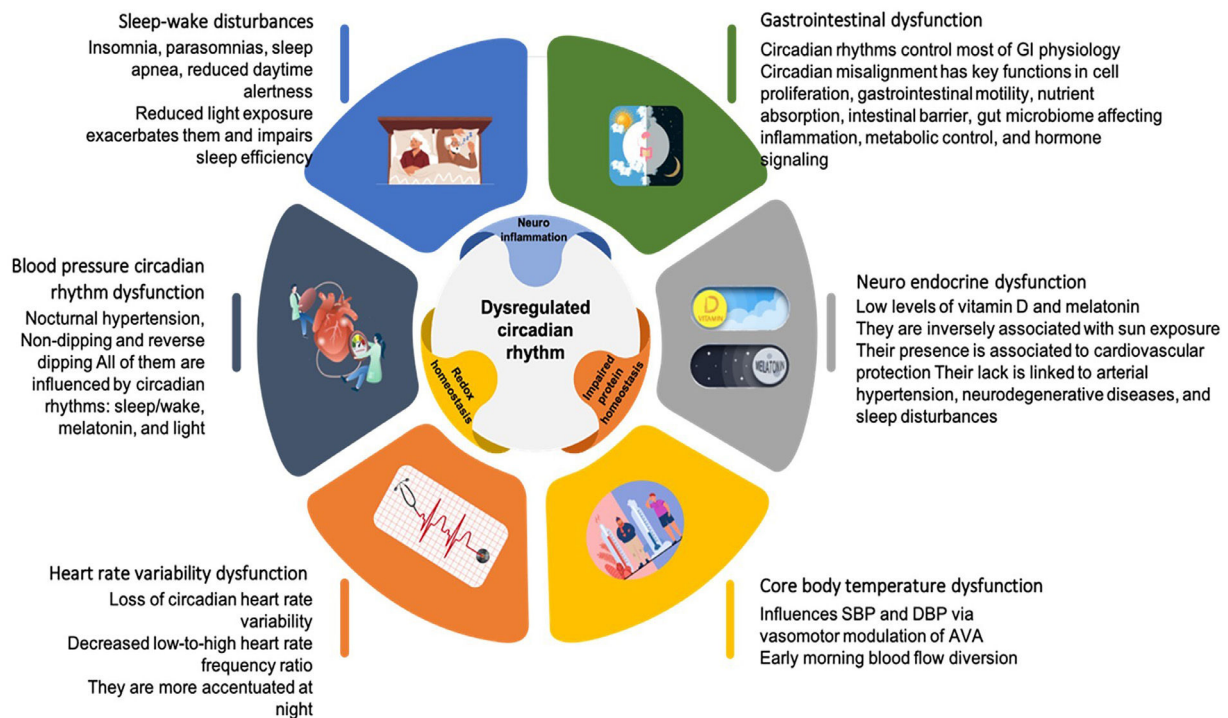 Sleep-wake disturbances
Insomnia, parasomnias, sleep
apnea, reduced daytime
alertness
Reduced light exposure
exacerbates them and impairs
sleep efficiency
Gastrointestinal dysfunction
Circadian rhythms control most of GI physiology
Circadian misalignment has key functions in cell
proliferation, gastrointestinal motility, nutrient
absorption, intestinal barrier, gut microbiome affecting
inflammation, metabolic control, and hormone
signaling
Blood pressure circadian
rhythm dysfunction
Nocturnal hypertension,
Non-dipping and reverse
dipping All of them are
influenced by circadian
rhythms: sleep/wake,
melatonin, and light
Neuro
inflammation
Dysregulated
circadian
rhythm
Redox
homeostasis
Impaired
protein
homeostasis
D
VITAMIN
MELATONIN
Neuro endocrine dysfunction
Low levels of vitamin D and melatonin
They are inversely associated with sun exposure
Their presence is associated to cardiovascular
protection Their lack is linked to arterial
hypertension, neurodegenerative diseases, and
sleep disturbances
Heart rate variability dysfunction
Loss of circadian heart rate
variability
Decreased low-to-high heart rate
frequency ratio
They are more accentuated at
night
Core body temperature dysfunction
Influences SBP and DBP via
vasomotor modulation of AVA
Early morning blood flow diversion